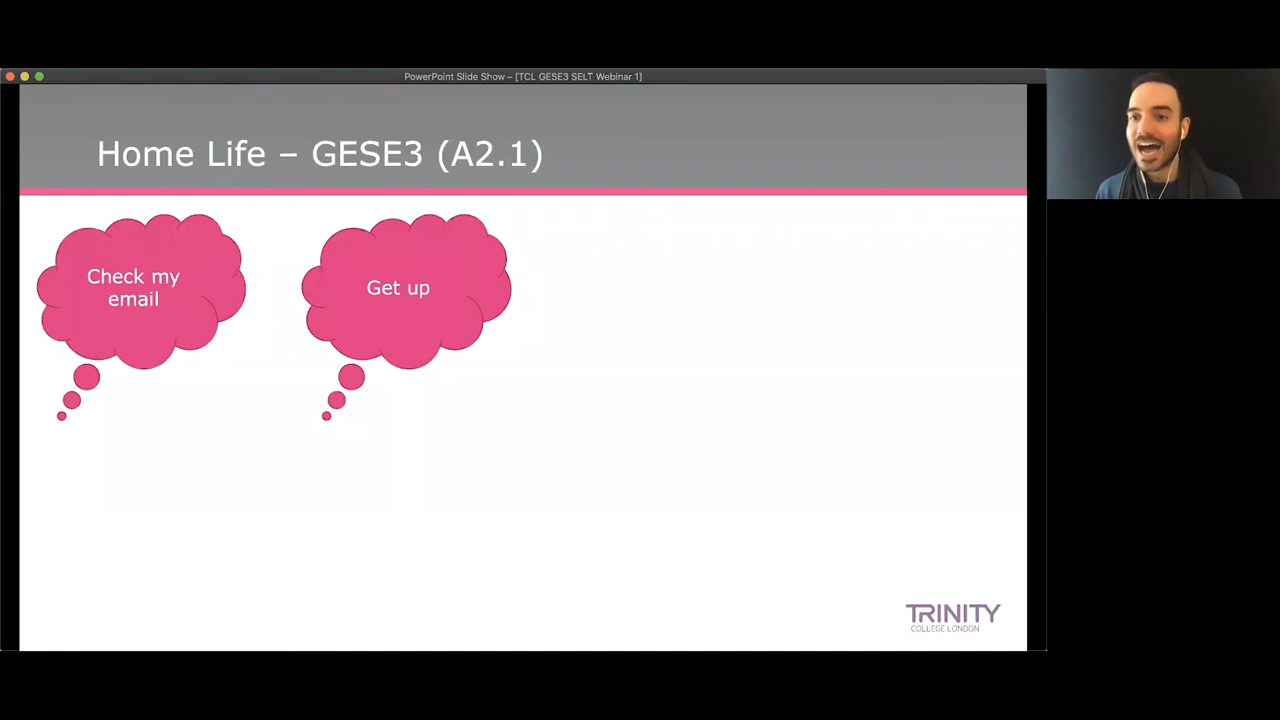 PowerPoint Slide Show – [TCL GESE3 SELT Webinar 1]
Home Life – GESE3 (A2.1)
Check my
email
Get up
TRINITY
COLLEGE LONDON